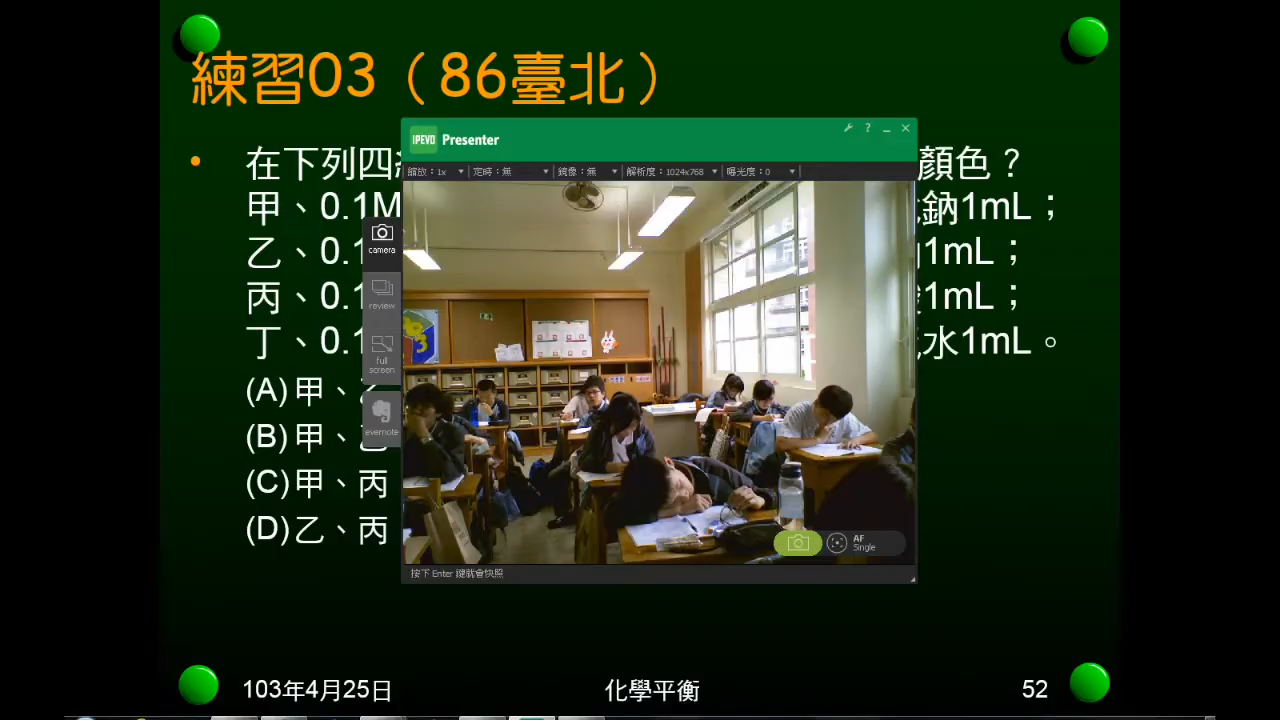 練習03（86臺北）
IPEVO Presenter
縮放：1x 定時：無 鏡像：無 解析度：1024x768 曝光度：0
• 在下列四 顏色？
甲、0.1M 鈉1mL；
乙、0.1 1mL；
丙、0.1 1mL；
丁、0.1 水1mL。
(A)甲、乙
(B)甲、乙
(C)甲、丙
(D)乙、丙
camera
review
full
screen
evernote
AF
Single
按下 Enter 鍵就會快照
103年4月25日 化學平衡 52